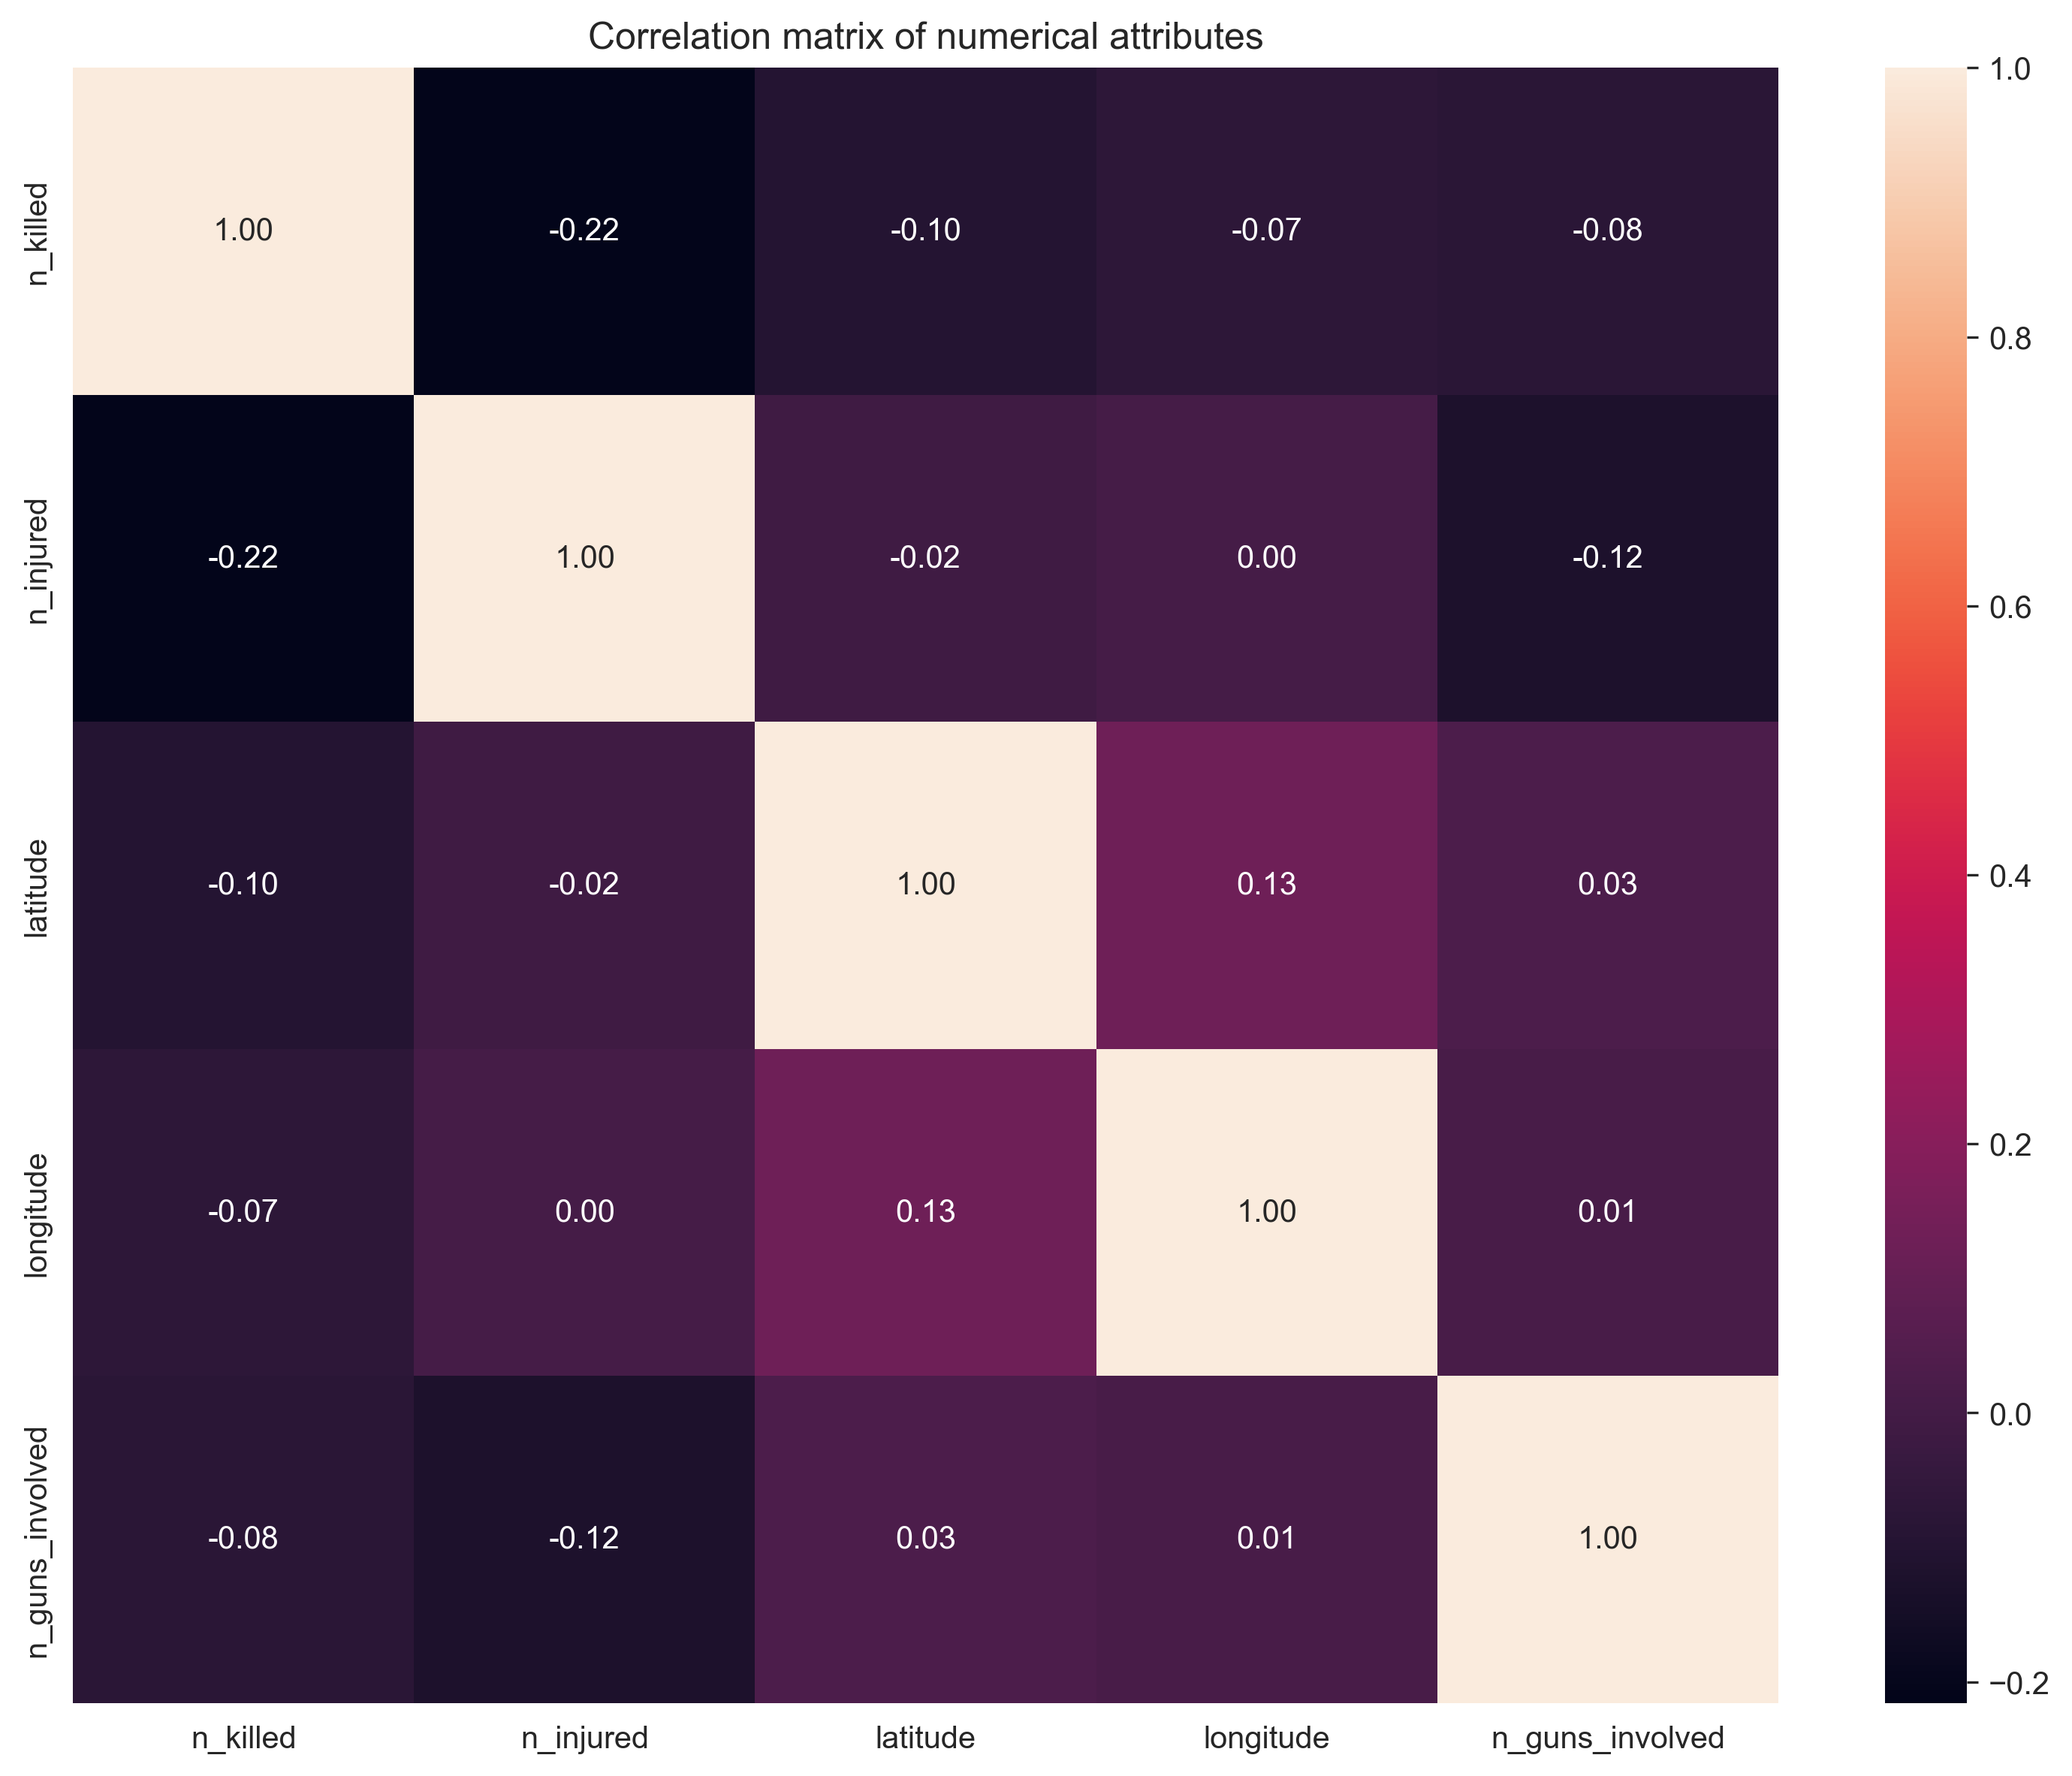 Correlation matrix of numerical attributes
n_killed
1.00 -0.22 -0.10 -0.07 -0.08
n_injured
-0.22 1.00 -0.02 0.00 -0.12
latitude
-0.10 -0.02 1.00 0.13 0.03
longitude
-0.07 0.00 0.13 1.00 0.01
n_guns_involved
-0.08 -0.12 0.03 0.01 1.00
n_killed n_injured latitude longitude n_guns_involved
1.0
0.8
0.6
0.4
0.2
0.0
−0.2